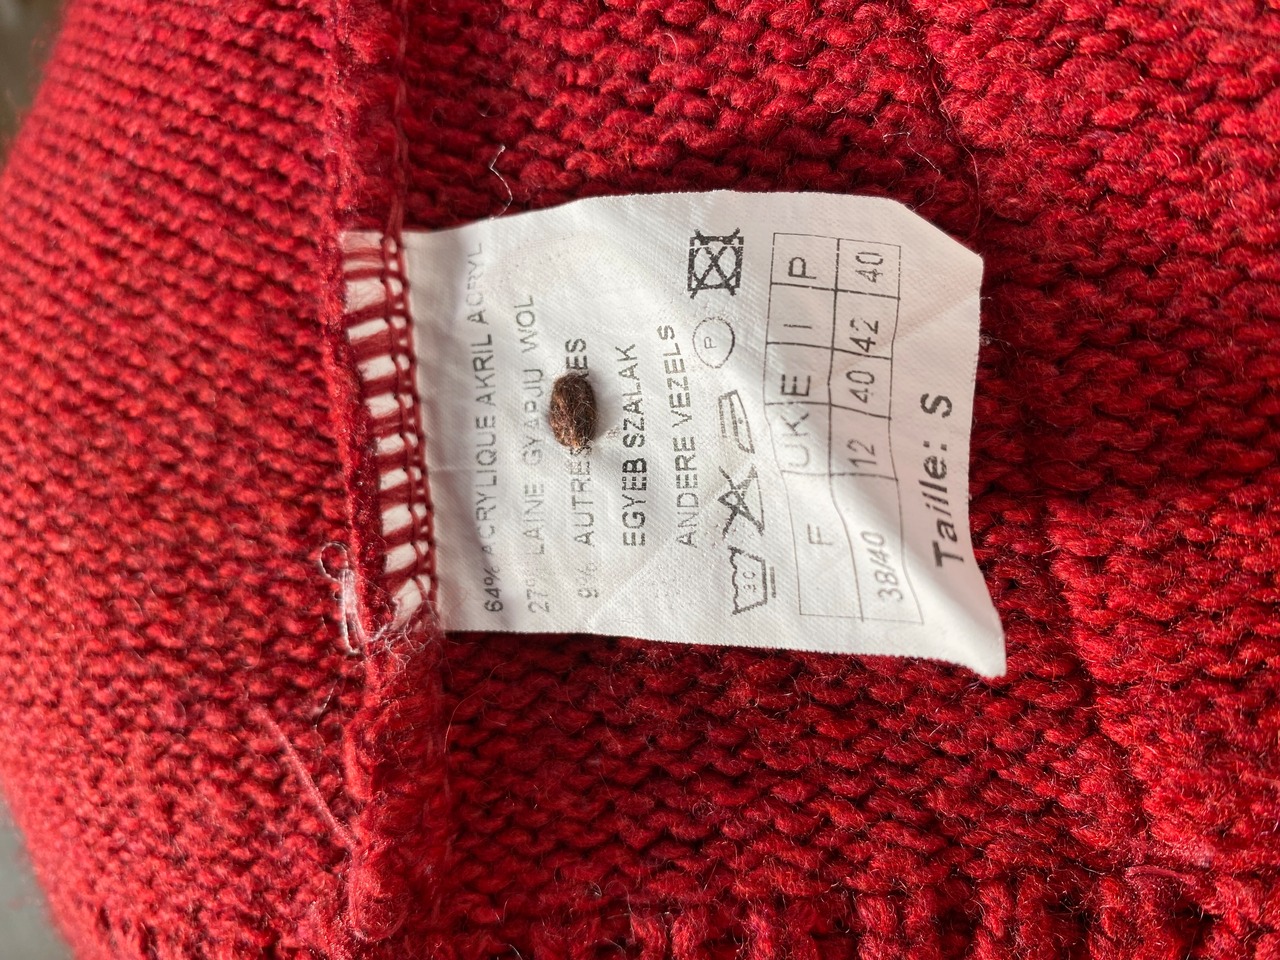 64% ACRYLIQUE AKRIL ACRYL
27% LAINE GYAPJU WOL
9%
EGYEB SZALAK
ANDERE VEZELS
30 P
F UK E I P
38/40 12 40 42 40
Taille: S